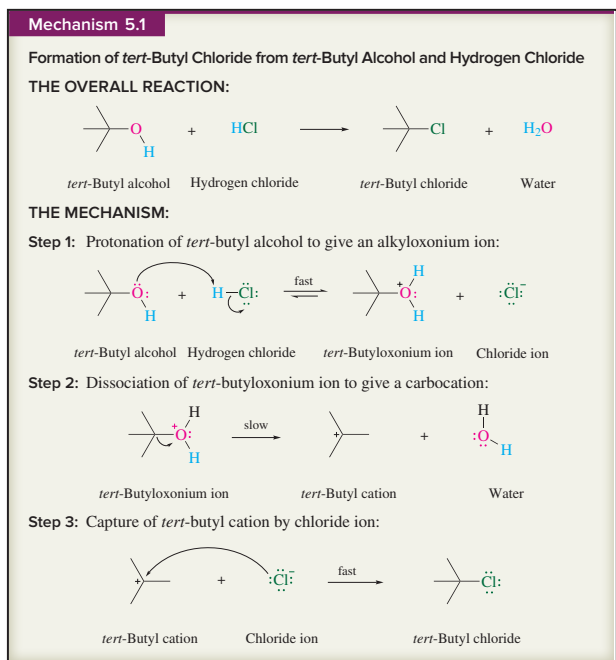 Mechanism 5.1
Formation of tert-Butyl Chloride from tert-Butyl Alcohol and Hydrogen Chloride
THE OVERALL REACTION:
O H + HCl Cl + H₂O
tert-Butyl alcohol Hydrogen chloride tert-Butyl chloride Water
THE MECHANISM:
Step 1: Protonation of tert-butyl alcohol to give an alkyloxonium ion:
:Ö: H + H—Cl: fast +O: H H + :Cl:⁻
tert-Butyl alcohol Hydrogen chloride tert-Butyloxonium ion Chloride ion
Step 2: Dissociation of tert-butyloxonium ion to give a carbocation:
+O: H H slow + + H :O: H
tert-Butyloxonium ion tert-Butyl cation Water
Step 3: Capture of tert-butyl cation by chloride ion:
+ + :Cl:⁻ fast Cl:
tert-Butyl cation Chloride ion tert-Butyl chloride